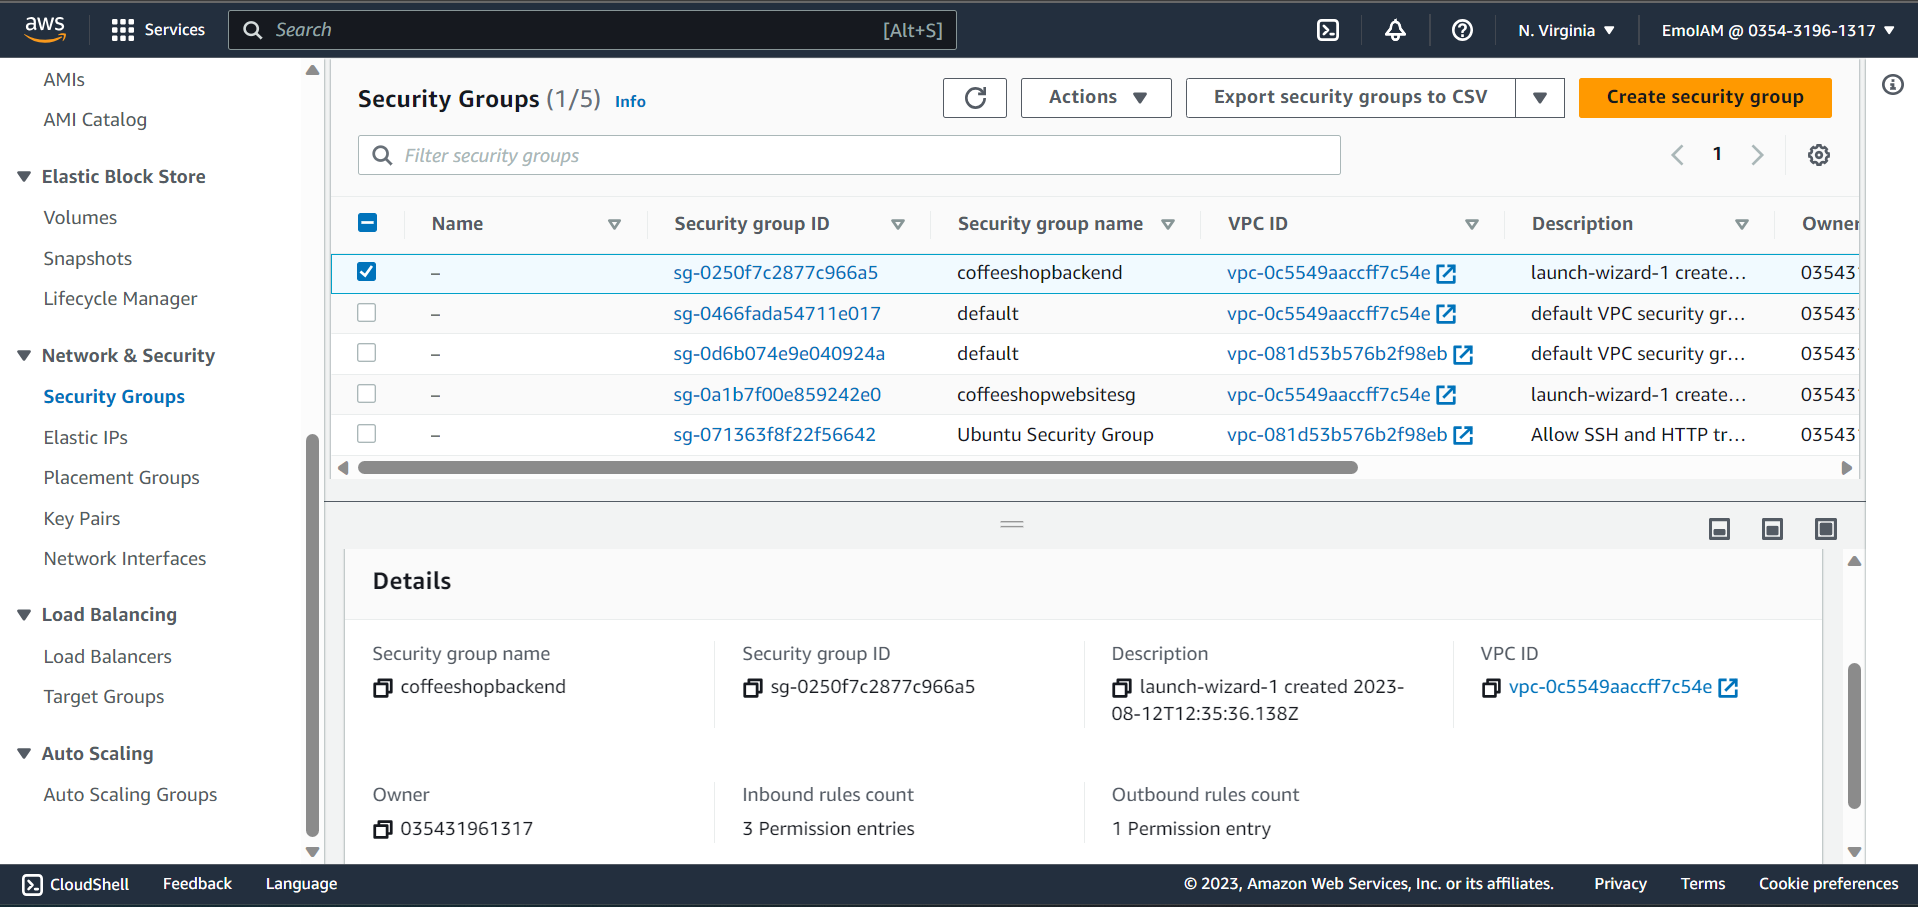 aws
Services
Search
[Alt+S]
N. Virginia
EmoIAM @ 0354-3196-1317
AMIs
AMI Catalog
Elastic Block Store
Volumes
Snapshots
Lifecycle Manager
Network & Security
Security Groups
Elastic IPs
Placement Groups
Key Pairs
Network Interfaces
Load Balancing
Load Balancers
Target Groups
Auto Scaling
Auto Scaling Groups
Security Groups (1/5) Info
Actions
Export security groups to CSV
Create security group
Filter security groups
1
Name Security group ID Security group name VPC ID Description Owner
– sg-0250f7c2877c966a5 coffeeshopbackend vpc-0c5549aaccff7c54e launch-wizard-1 create... 03543
– sg-0466fada54711e017 default vpc-0c5549aaccff7c54e default VPC security gr... 03543
– sg-0d6b074e9e040924a default vpc-081d53b576b2f98eb default VPC security gr... 03543
– sg-0a1b7f00e859242e0 coffeeshopwebsitesg vpc-0c5549aaccff7c54e launch-wizard-1 create... 03543
– sg-071363f8f22f56642 Ubuntu Security Group vpc-081d53b576b2f98eb Allow SSH and HTTP tr... 03543
Details
Security group name
coffeeshopbackend
Security group ID
sg-0250f7c2877c966a5
Description
launch-wizard-1 created 2023-
08-12T12:35:36.138Z
VPC ID
vpc-0c5549aaccff7c54e
Owner
035431961317
Inbound rules count
3 Permission entries
Outbound rules count
1 Permission entry
CloudShell
Feedback
Language
© 2023, Amazon Web Services, Inc. or its affiliates.
Privacy
Terms
Cookie preferences